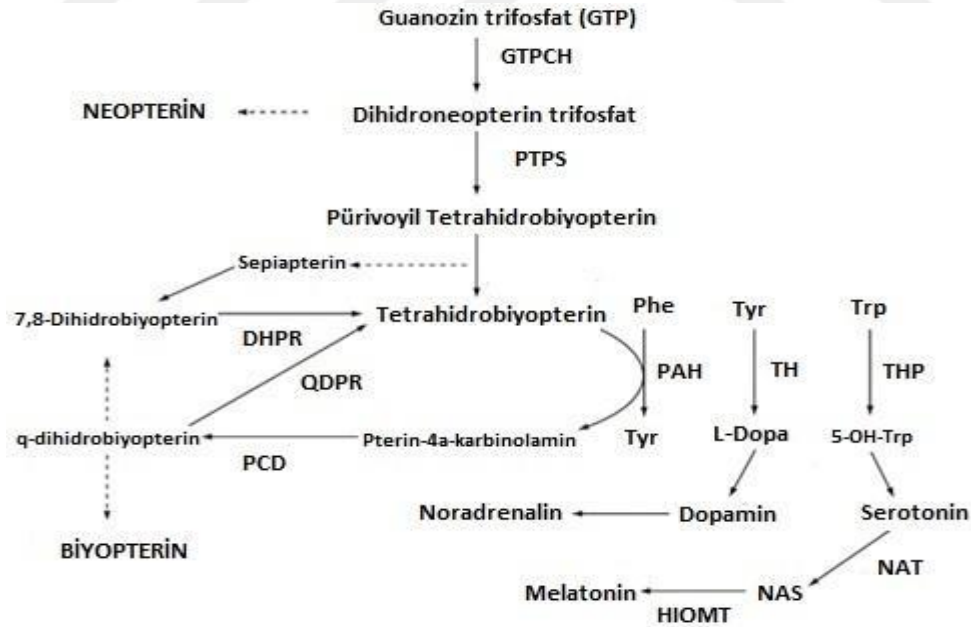 Guanozin trifosfat (GTP)
GTPCH
NEOPTERİN
Dihidroneopterin trifosfat
PTPS
Pürivoyil Tetrahidrobiyopterin
Sepiapterin
7,8-Dihidrobiyopterin
DHPR
Tetrahidrobiyopterin
Phe
Tyr
Trp
QDPR
PAH
TH
THP
q-dihidrobiyopterin
PCD
Pterin-4a-karbinolamin
Tyr
L-Dopa
5-OH-Trp
Noradrenalin
Dopamin
Serotonin
BİYOPTERİN
NAT
Melatonin
HIOMT
NAS